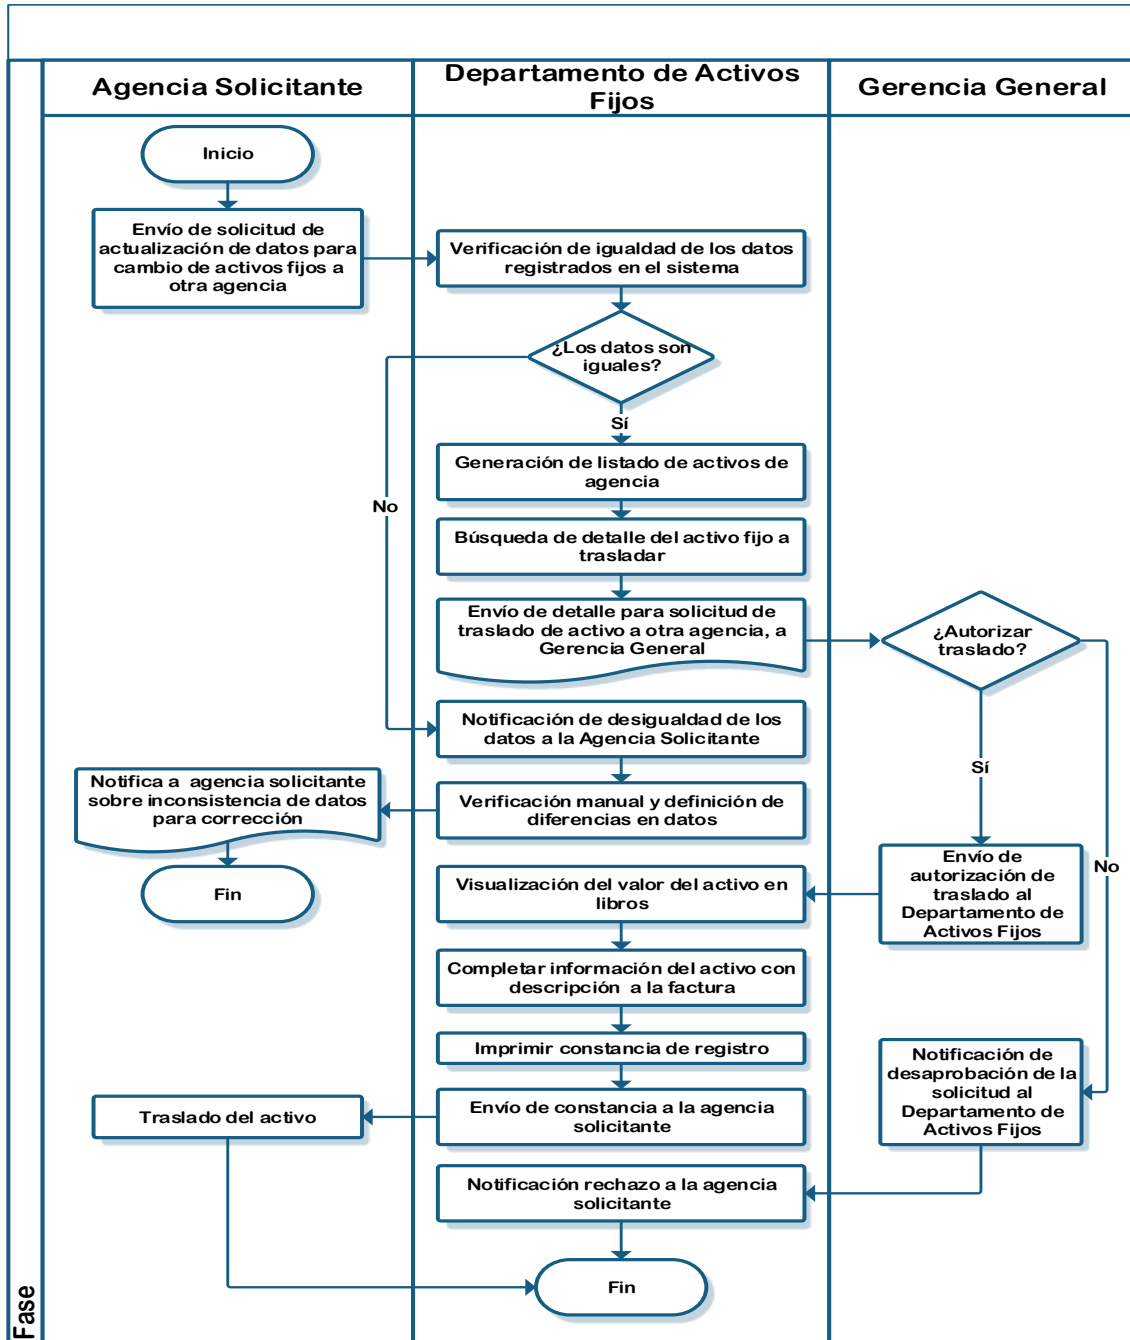 Agencia Solicitante
Departamento de Activos
Fijos
Gerencia General
Inicio
Envío de solicitud de
actualización de datos para
cambio de activos fijos a
otra agencia
Verificación de igualdad de los datos
registrados en el sistema
¿Los datos son
iguales?
Sí
No
Generación de listado de activos de
agencia
Búsqueda de detalle del activo fijo a
trasladar
Envío de detalle para solicitud de
traslado de activo a otra agencia, a
Gerencia General
¿Autorizar
traslado?
Sí
No
Notificación de desigualdad de los
datos a la Agencia Solicitante
Verificación manual y definición de
diferencias en datos
Notifica a agencia solicitante
sobre inconsistencia de datos
para corrección
Fin
Envío de
autorización de
traslado al
Departamento de
Activos Fijos
Visualización del valor del activo en
libros
Completar información del activo con
descripción a la factura
Imprimir constancia de registro
Envío de constancia a la agencia
solicitante
Traslado del activo
Notificación de
desaprobación de la
solicitud al
Departamento de
Activos Fijos
Notificación rechazo a la agencia
solicitante
Fin
Fase